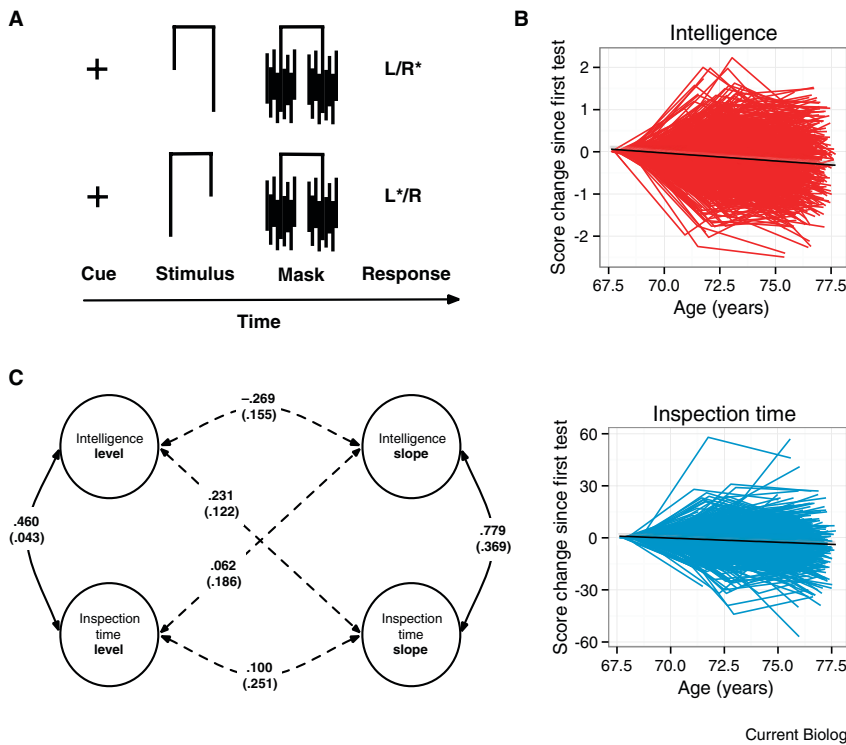 A
L/R*
L*/R
Cue Stimulus Mask Response
Time
B
Intelligence
Score change since first test
2
1
0
-1
-2
67.5 70.0 72.5 75.0 77.5
Age (years)
Inspection time
Score change since first test
60
30
0
-30
-60
67.5 70.0 72.5 75.0 77.5
Age (years)
C
Intelligence
level
Intelligence
slope
Inspection
time
level
Inspection
time
slope
–.269
(.155)
.231
(.122)
.460
(.043)
.779
(.369)
.062
(.186)
.100
(.251)
Current Biolog